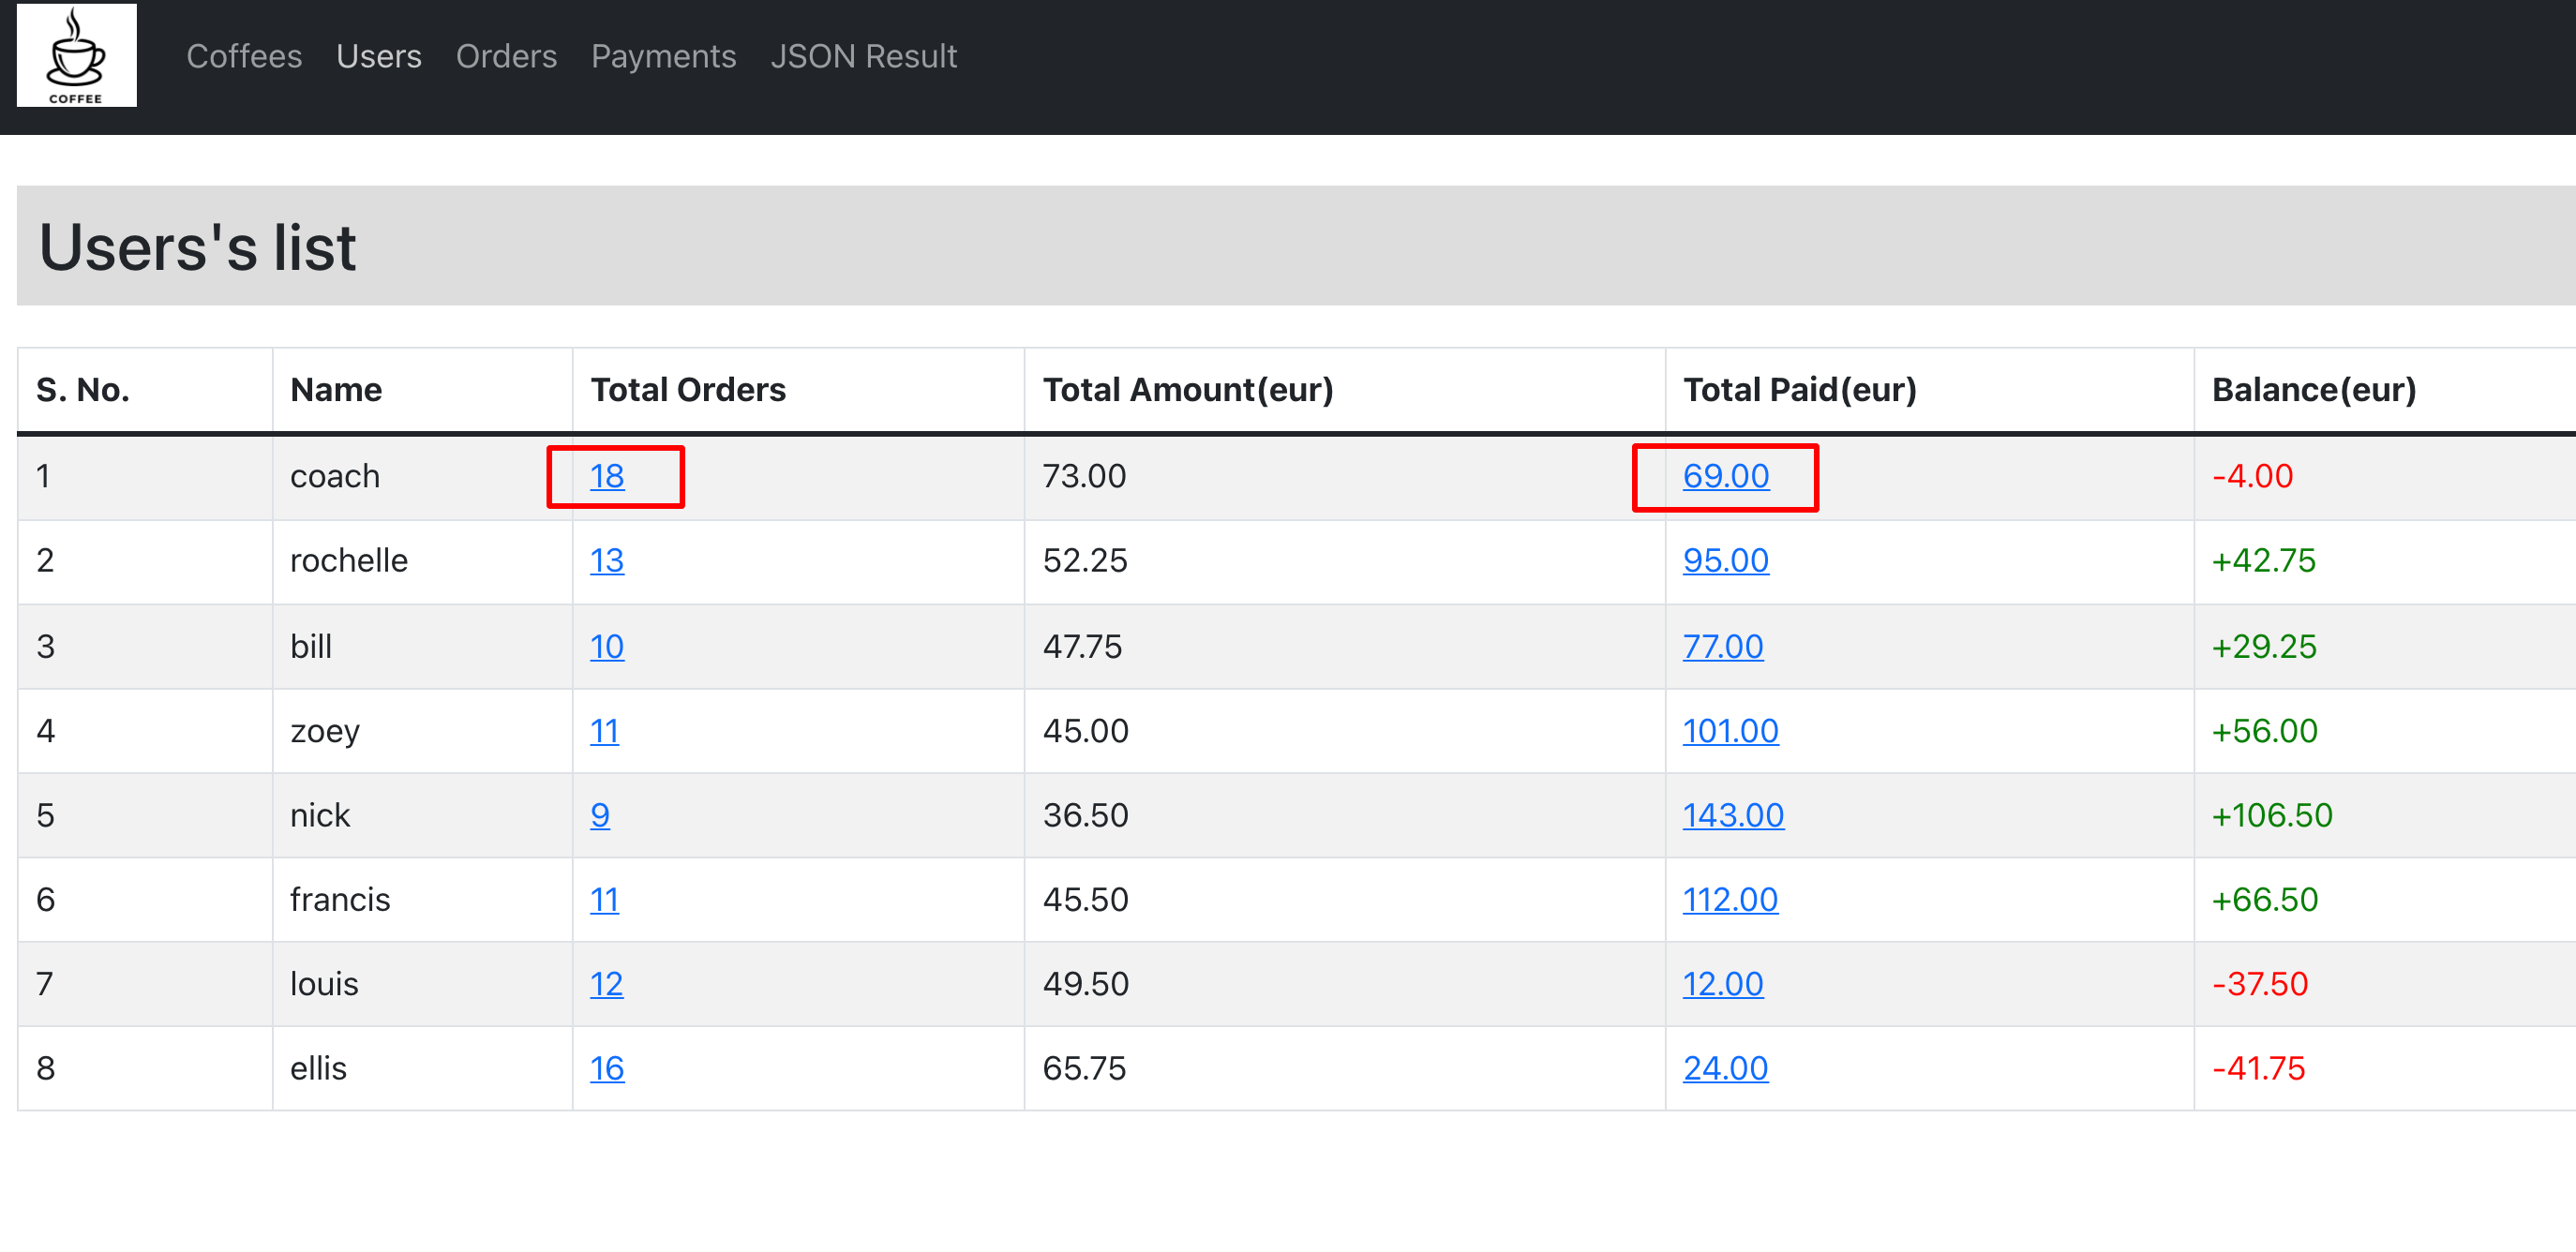 COFFEE
Coffees Users Orders Payments JSON Result
Users's list
S. No. Name Total Orders Total Amount(eur) Total Paid(eur) Balance(eur)
1 coach 18 73.00 69.00 -4.00
2 rochelle 13 52.25 95.00 +42.75
3 bill 10 47.75 77.00 +29.25
4 zoey 11 45.00 101.00 +56.00
5 nick 9 36.50 143.00 +106.50
6 francis 11 45.50 112.00 +66.50
7 louis 12 49.50 12.00 -37.50
8 ellis 16 65.75 24.00 -41.75